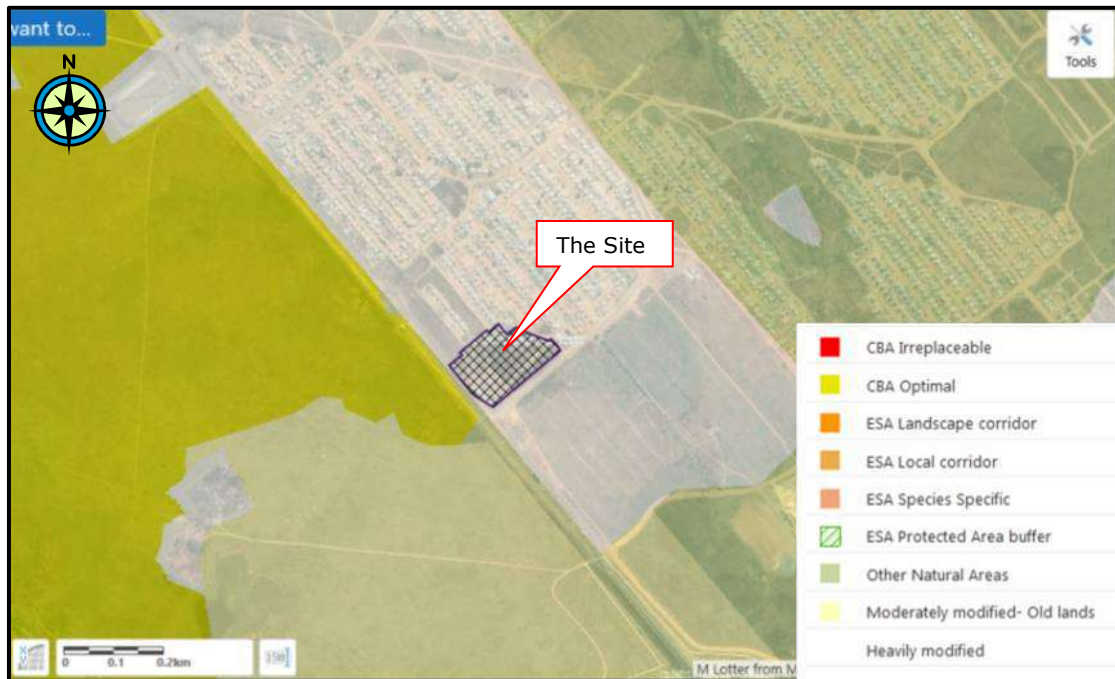 want to...
N
Tools
The Site
CBA Irreplaceable
CBA Optimal
ESA Landscape corridor
ESA Local corridor
ESA Species Specific
ESA Protected Area buffer
Other Natural Areas
Moderately modified- Old lands
Heavily modified
0 0.1 0.2km
M Lotter from M